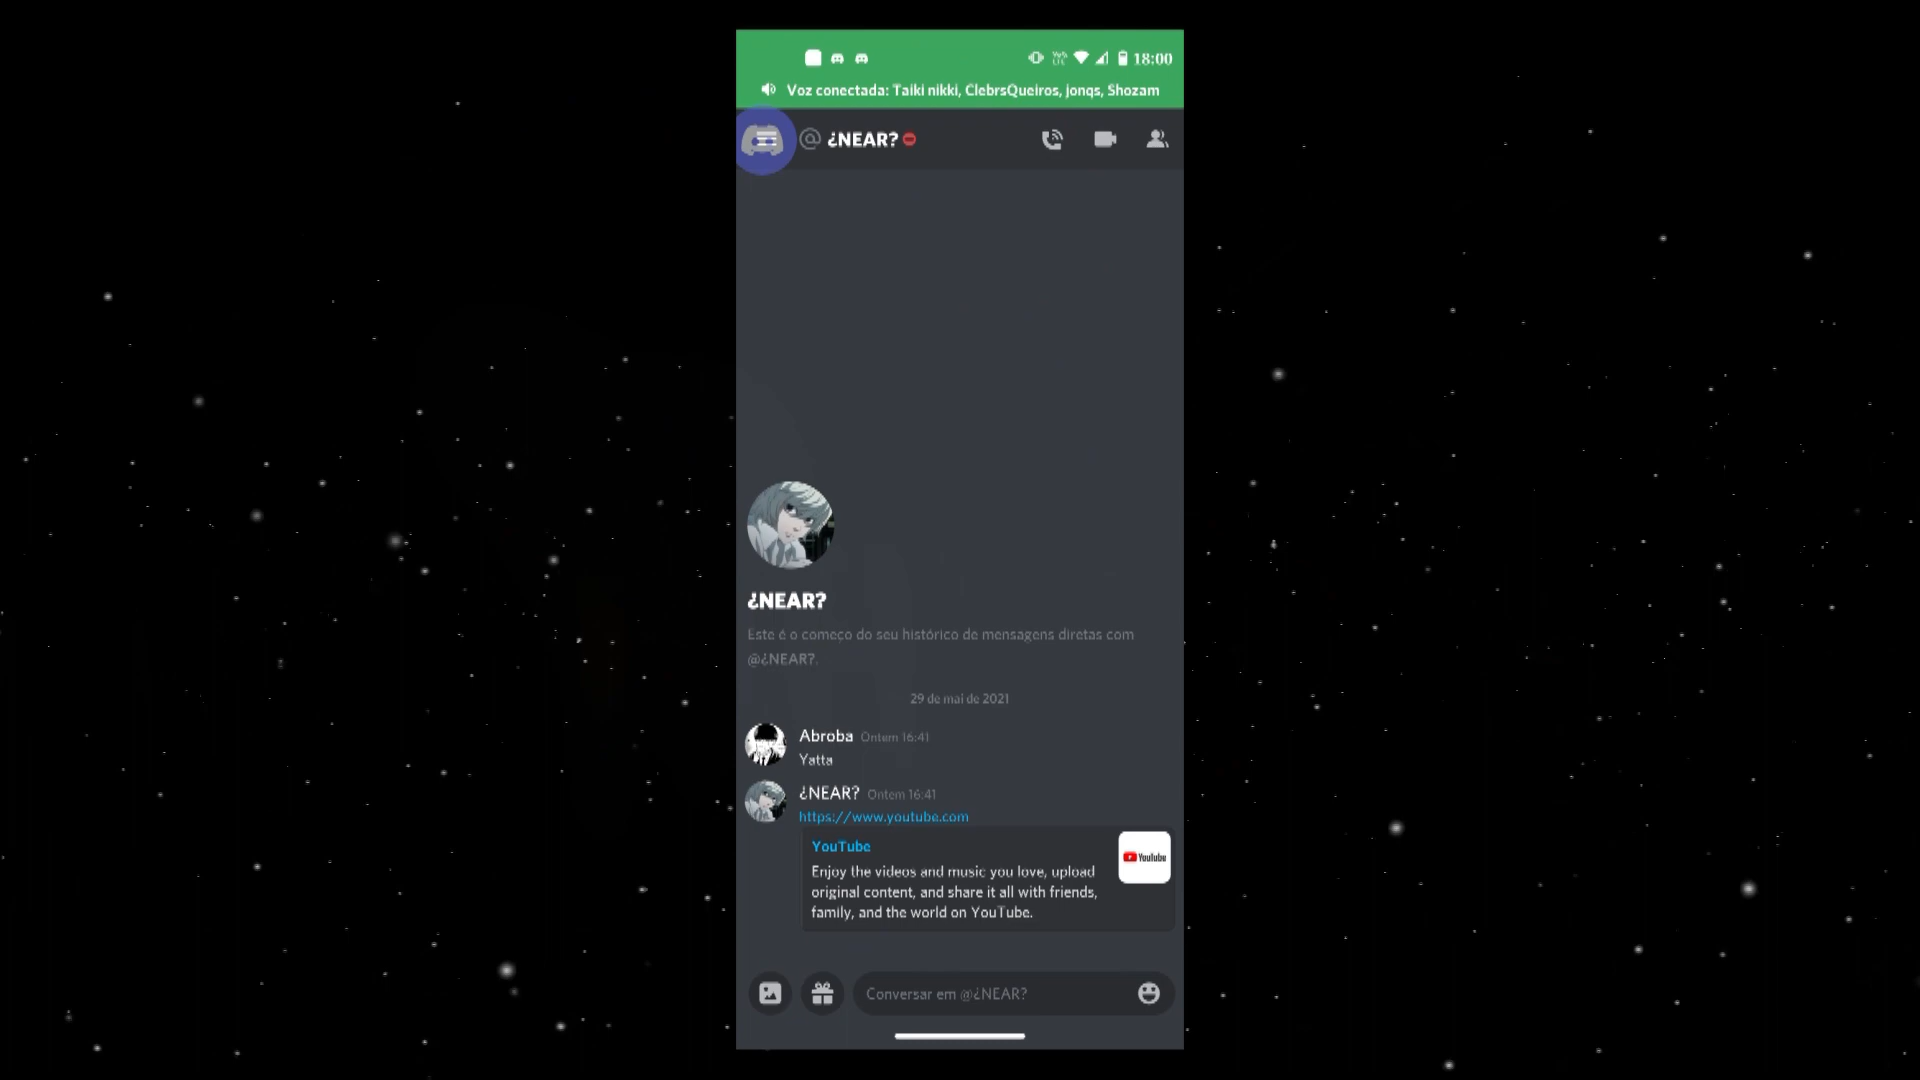 18:00
Voz conectada: Taiki nikki, ClebrsQueiros, jonqs, Shozam
@ ¿NEAR?
¿NEAR?
Este é o começo do seu histórico de mensagens diretas com
@¿NEAR?.
29 de mai de 2021
Abroba Ontem 16:41
Yatta
¿NEAR? Ontem 16:41
https://www.youtube.com
YouTube
YouTube
Enjoy the videos and music you love, upload
original content, and share it all with friends,
family, and the world on YouTube.
Conversar em @¿NEAR?